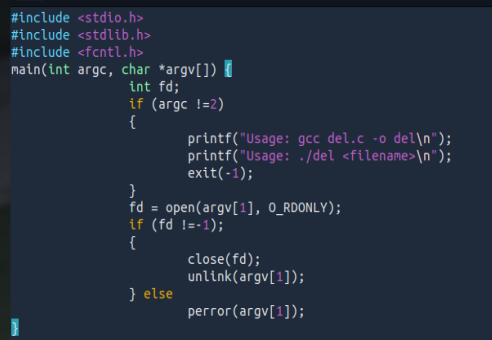 #include <stdio.h>
#include <stdlib.h>
#include <fcntl.h>
main(int argc, char *argv[]) {
int fd;
if (argc !=2)
{
printf("Usage: gcc del.c -o del\n");
printf("Usage: ./del <filename>\n");
exit(-1);
}
fd = open(argv[1], O_RDONLY);
if (fd !=-1);
{
close(fd);
unlink(argv[1]);
} else
perror(argv[1]);
}